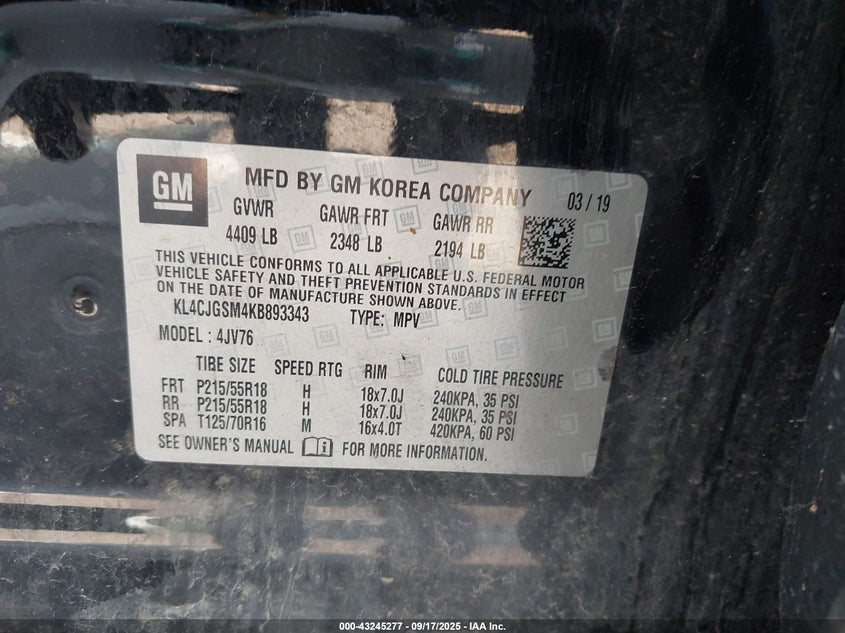 GM MFD BY GM KOREA COMPANY 03 / 19
GVWR GAWR FRT GAWR RR
4409 LB 2348 LB 2194 LB
THIS VEHICLE CONFORMS TO ALL APPLICABLE U.S. FEDERAL MOTOR
VEHICLE SAFETY AND THEFT PREVENTION STANDARDS IN EFFECT
ON THE DATE OF MANUFACTURE SHOWN ABOVE.
KL4CJGSM4KB893343 TYPE: MPV
MODEL : 4JV76
TIRE SIZE SPEED RTG RIM COLD TIRE PRESSURE
FRT P215/55R18 H 18x7.0J 240KPA, 35 PSI
RR P215/55R18 H 18x7.0J 240KPA, 35 PSI
SPA T125/70R16 M 16x4.0T 420KPA, 60 PSI
SEE OWNER'S MANUAL FOR MORE INFORMATION.
000-43245277 - 09/17/2025 - IAA Inc.